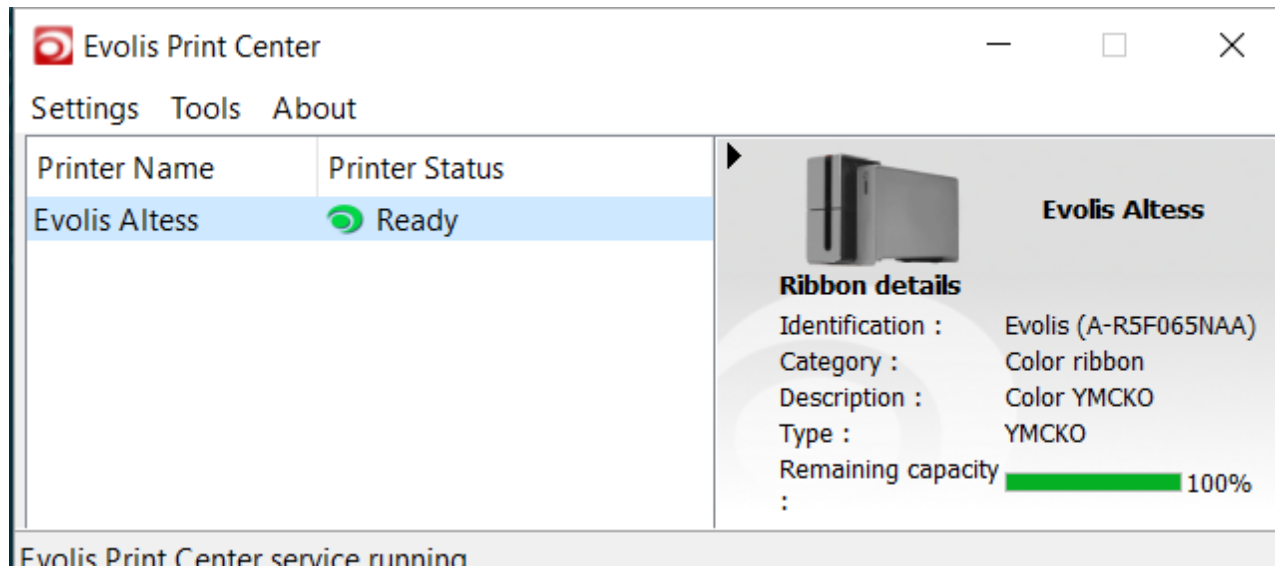 Evolis Print Center
Settings Tools About
Printer Name Printer Status
Evolis Altess Ready
Evolis Altess
Ribbon details
Identification : Evolis (A-R5F065NAA)
Category : Color ribbon
Description : Color YMCKO
Type : YMCKO
Remaining capacity : 100%
Evolis Print Center service running